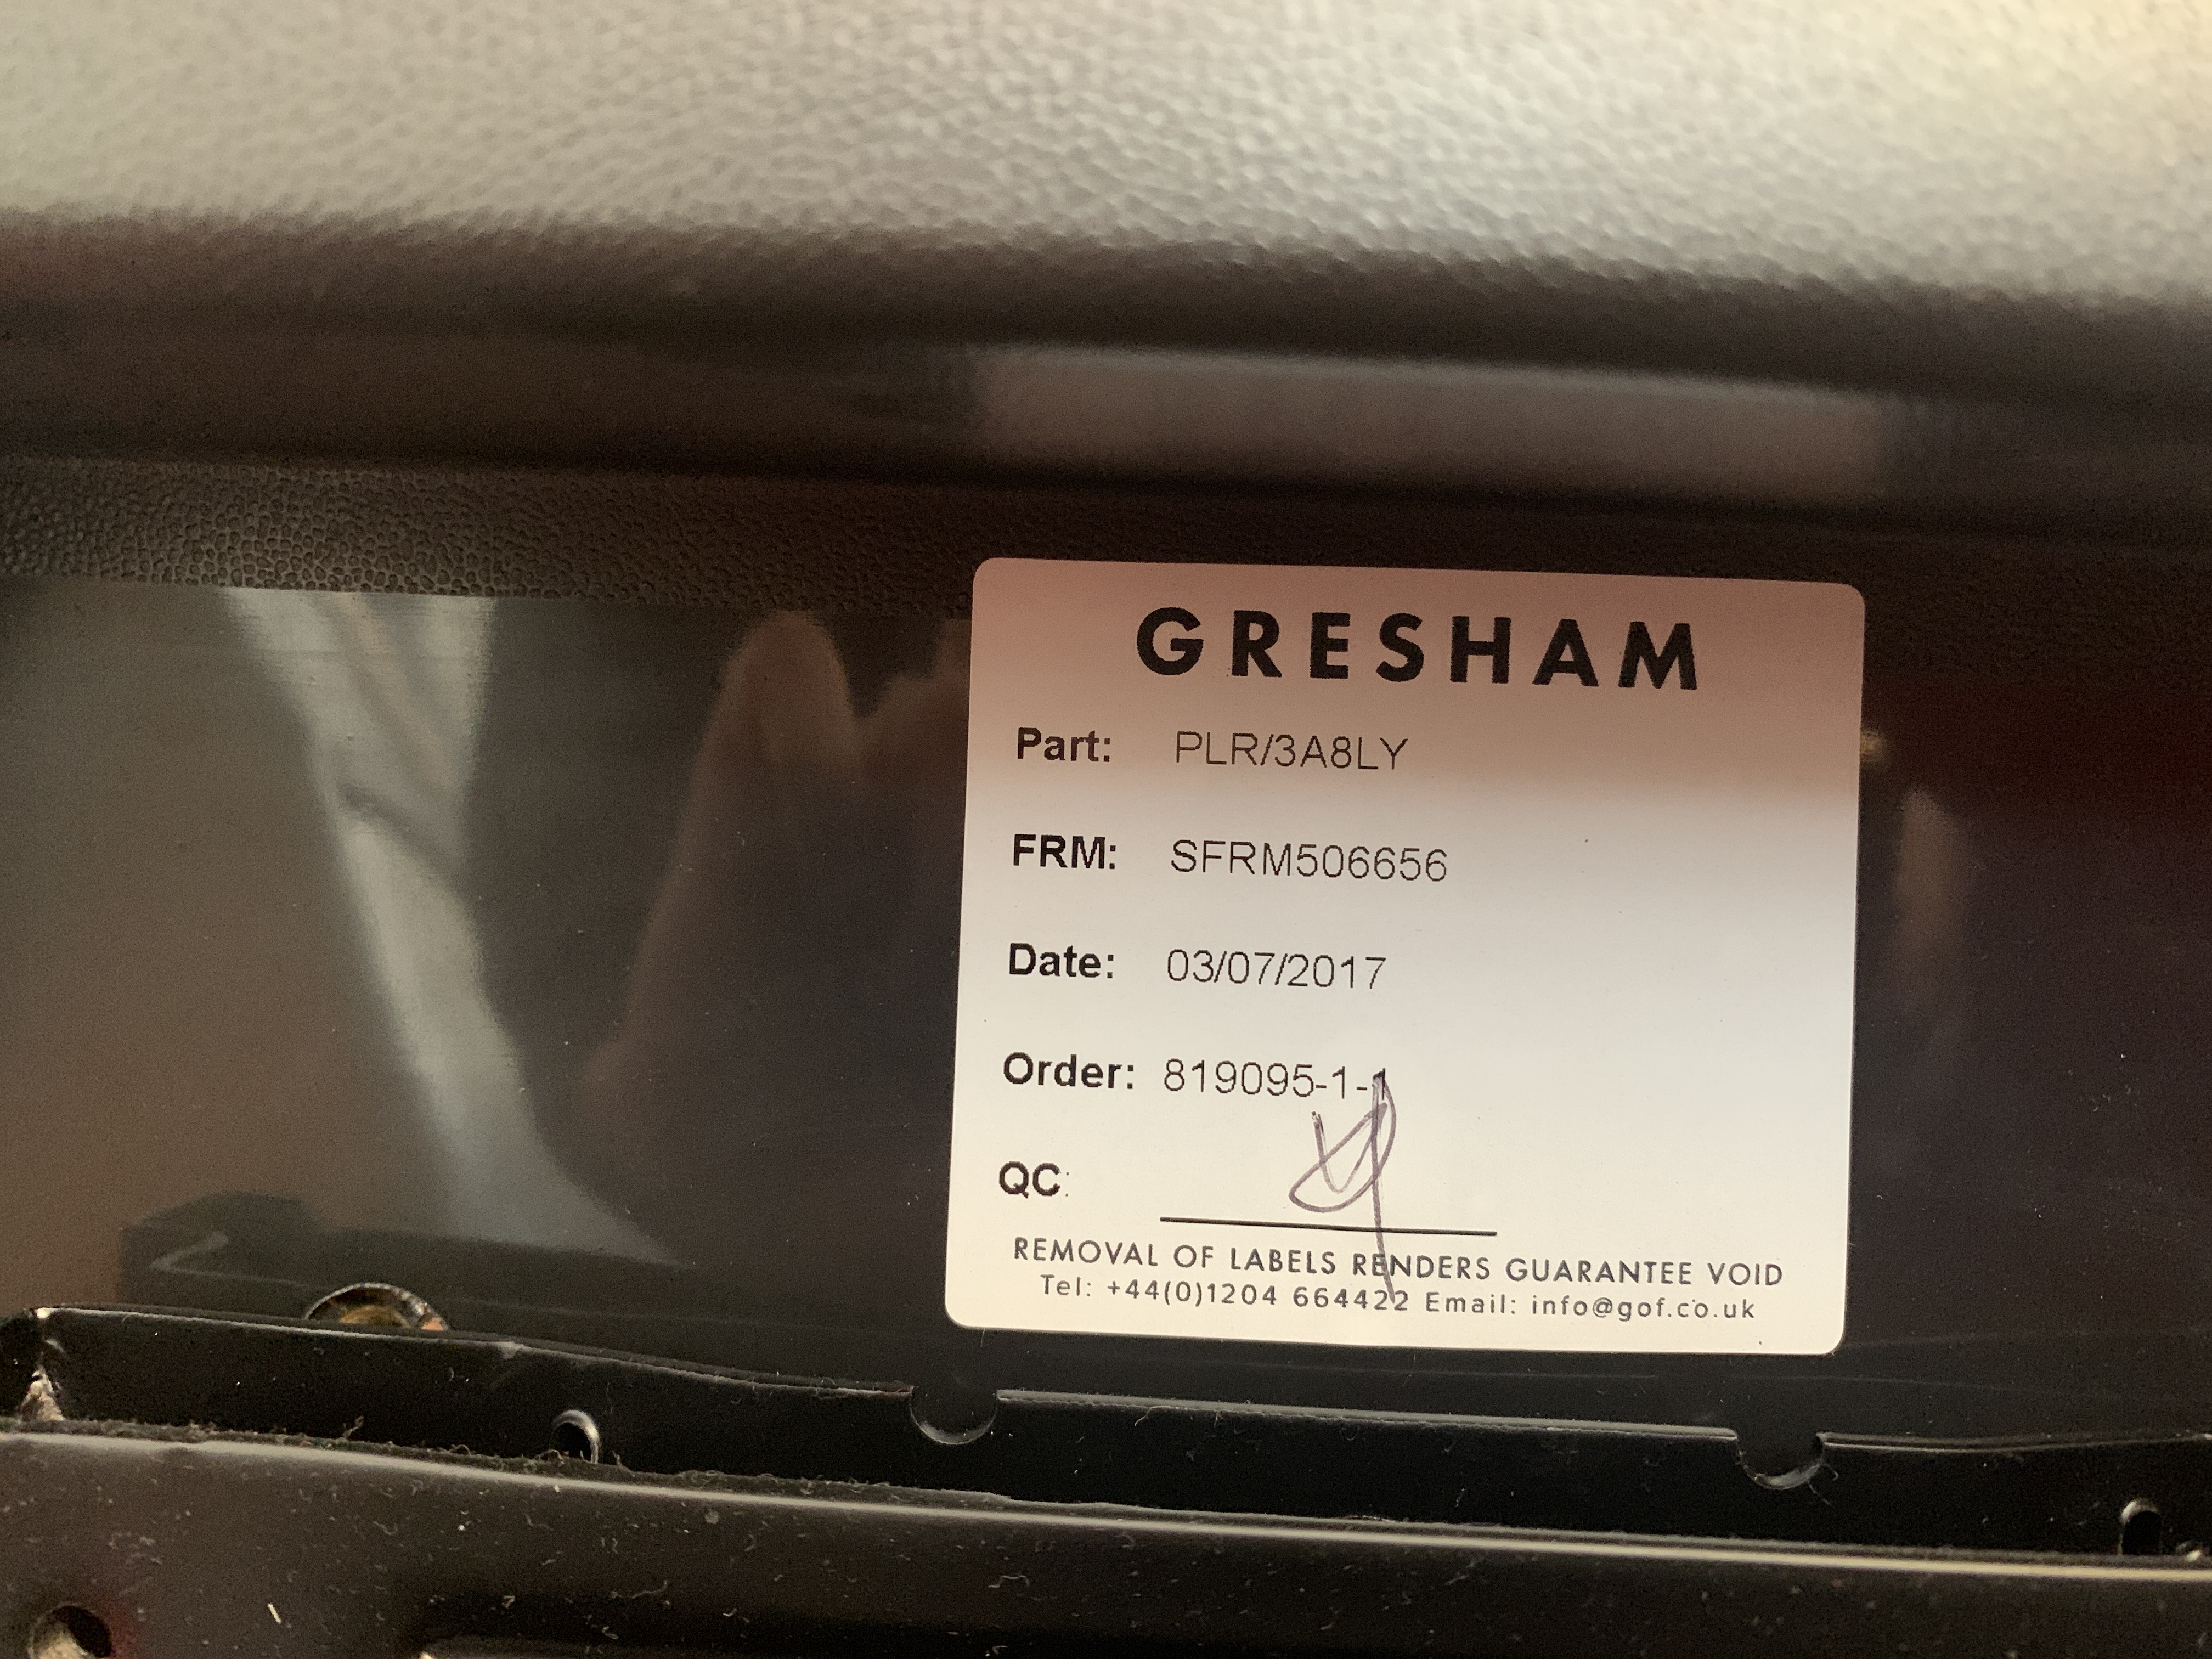 GRESHAM
Part: PLR/3A8LY
FRM: SFRM506656
Date: 03/07/2017
Order: 819095-1-1
QC:
REMOVAL OF LABELS RENDERS GUARANTEE VOID
Tel: +44(0)1204 664422 Email: info@gof.co.uk